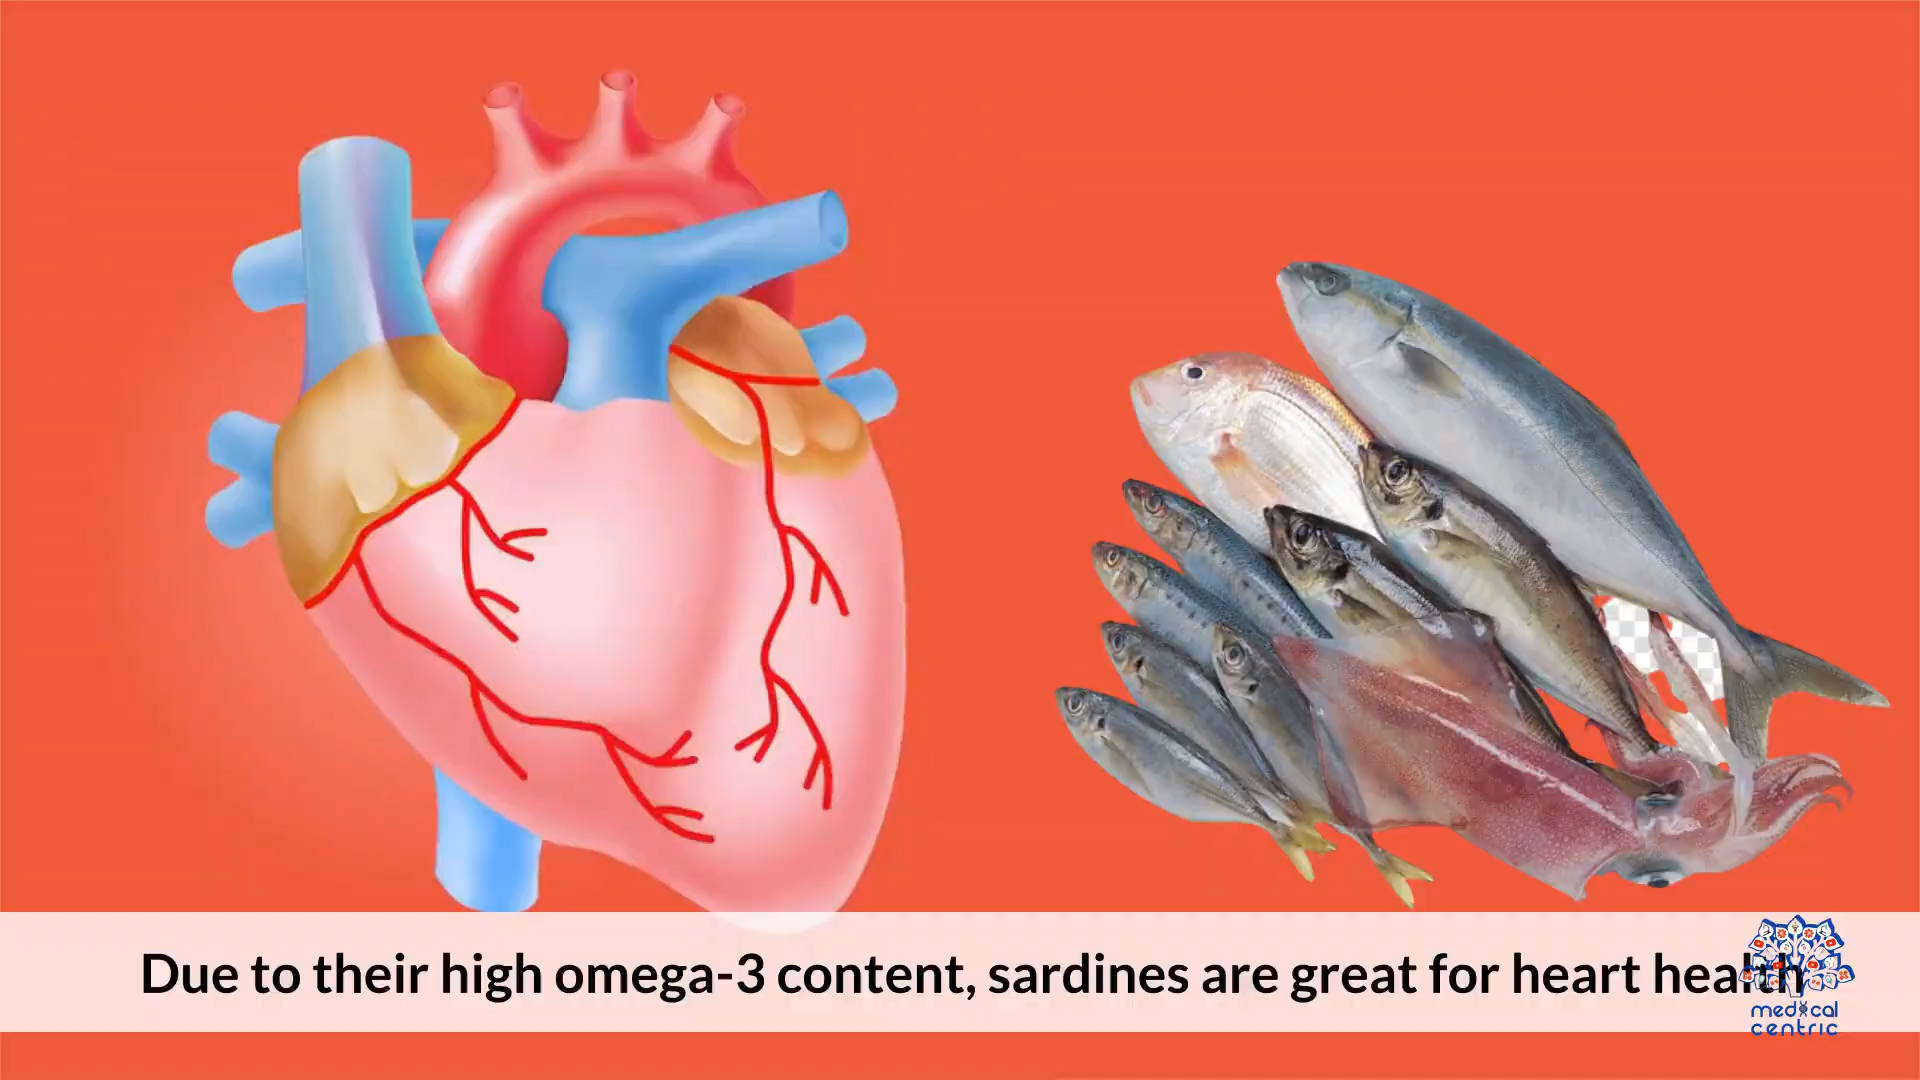 Due to their high omega-3 content, sardines are great for heart health
medical
centric